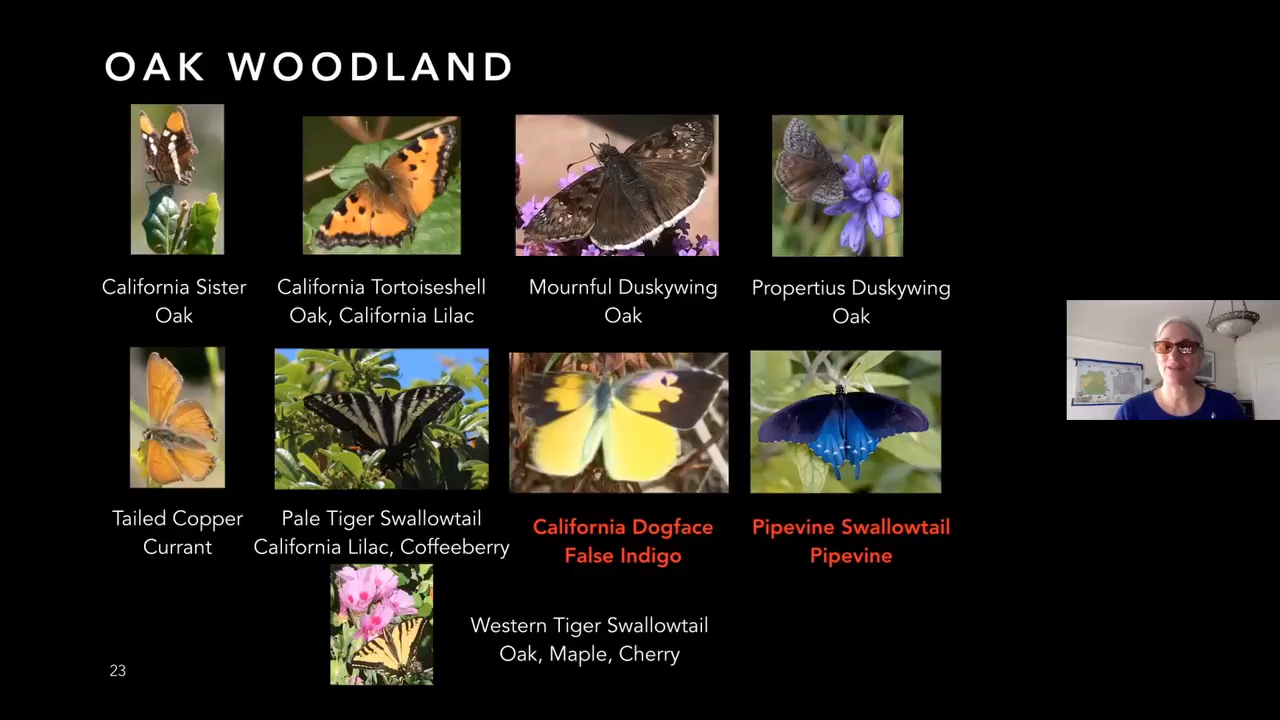 OAK WOODLAND
California Sister
Oak
California Tortoiseshell
Oak, California Lilac
Mournful Duskywing
Oak
Propertius Duskywing
Oak
Tailed Copper
Currant
Pale Tiger Swallowtail
California Lilac, Coffeeberry
California Dogface
False Indigo
Pipevine Swallowtail
Pipevine
Western Tiger Swallowtail
Oak, Maple, Cherry
23